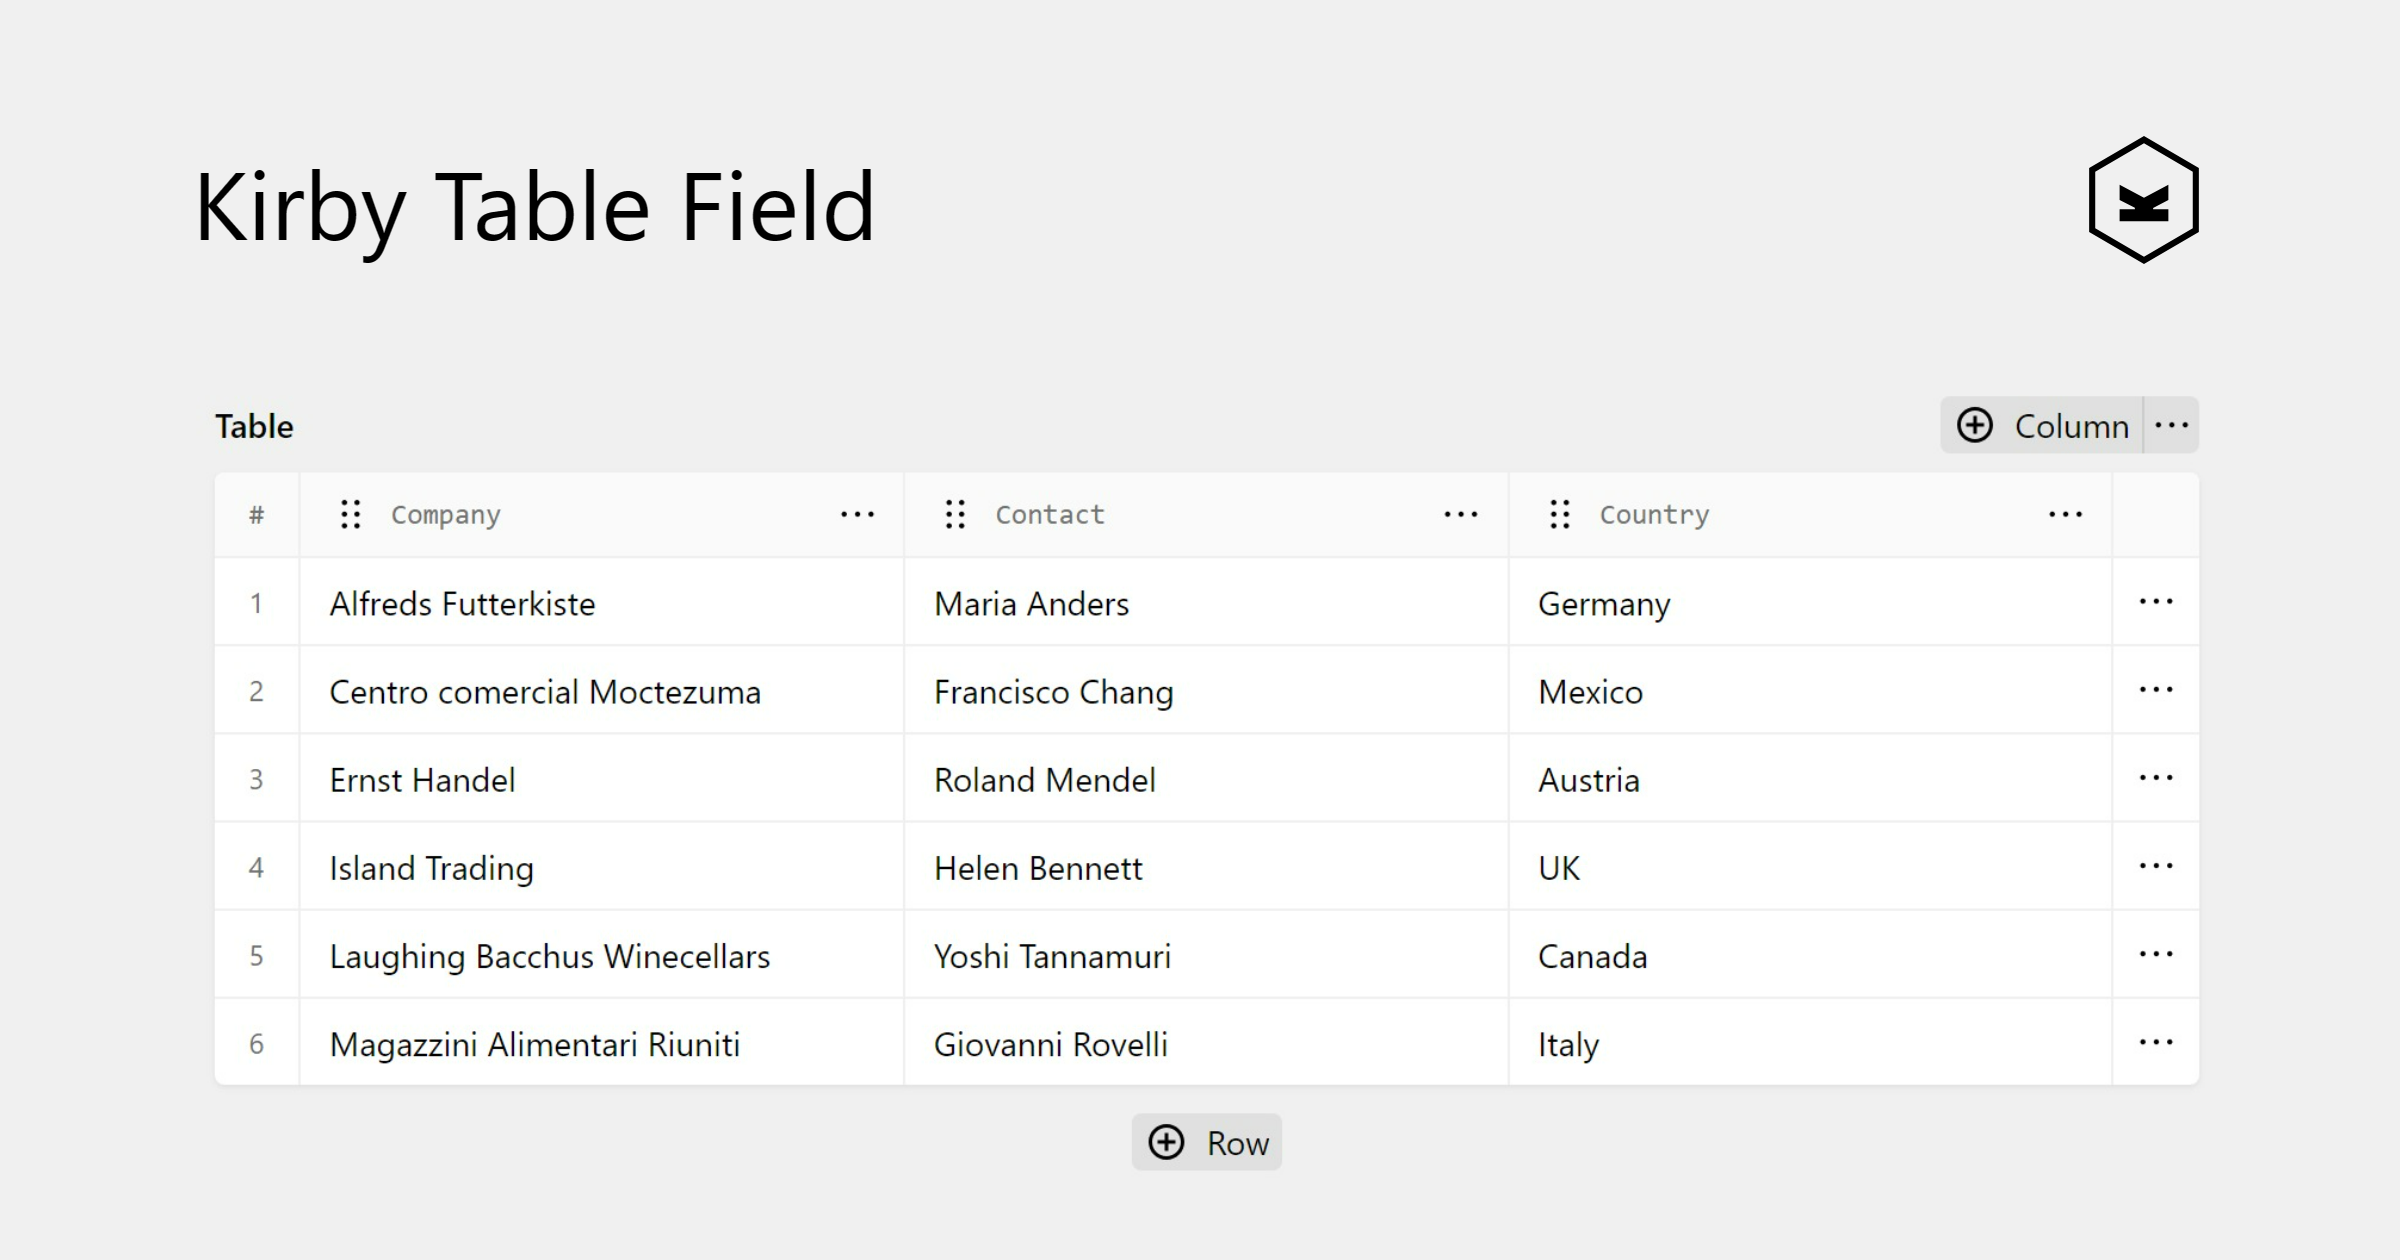 Kirby Table Field
Table
Column
# Company Contact Country
1 Alfreds Futterkiste Maria Anders Germany
2 Centro comercial Moctezuma Francisco Chang Mexico
3 Ernst Handel Roland Mendel Austria
4 Island Trading Helen Bennett UK
5 Laughing Bacchus Winecellars Yoshi Tannamuri Canada
6 Magazzini Alimentari Riuniti Giovanni Rovelli Italy
Row